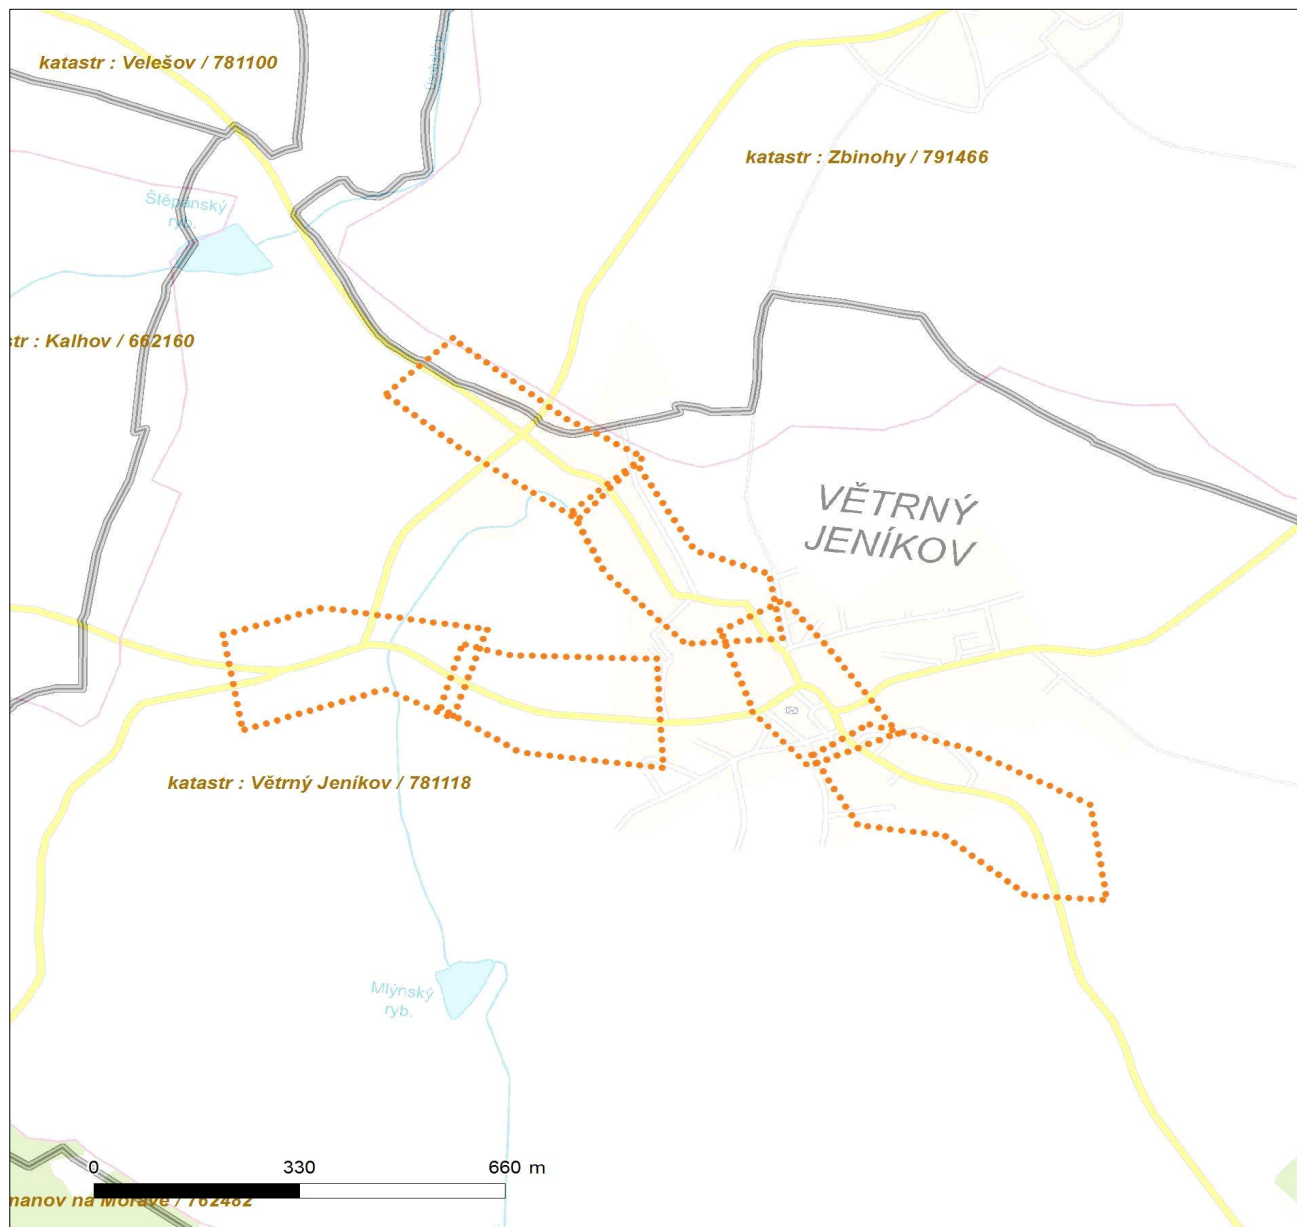 katastr : Velešov / 781100
katastr : Zbinohy / 791466
Štěpánský
ryb.
str : Kalhov / 662160
VĚTRNÝ
JENÍKOV
katastr : Větrný Jeníkov / 781118
Mlýnský
ryb.
0 330 660 m
manov na Moravě / 762482